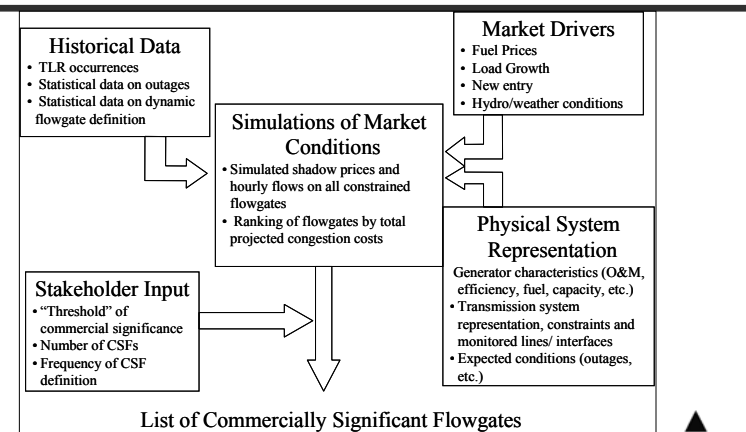 Historical Data
• TLR occurrences
• Statistical data on outages
• Statistical data on dynamic
flowgate definition
Market Drivers
• Fuel Prices
• Load Growth
• New entry
• Hydro/weather conditions
Simulations of Market
Conditions
• Simulated shadow prices and
hourly flows on all constrained
flowgates
• Ranking of flowgates by total
projected congestion costs
Physical System
Representation
Generator characteristics (O&M,
efficiency, fuel, capacity, etc.)
• Transmission system
representation, constraints and
monitored lines/ interfaces
• Expected conditions (outages,
etc.)
Stakeholder Input
• “Threshold” of
commercial significance
• Number of CSFs
• Frequency of CSF
definition
List of Commercially Significant Flowgates